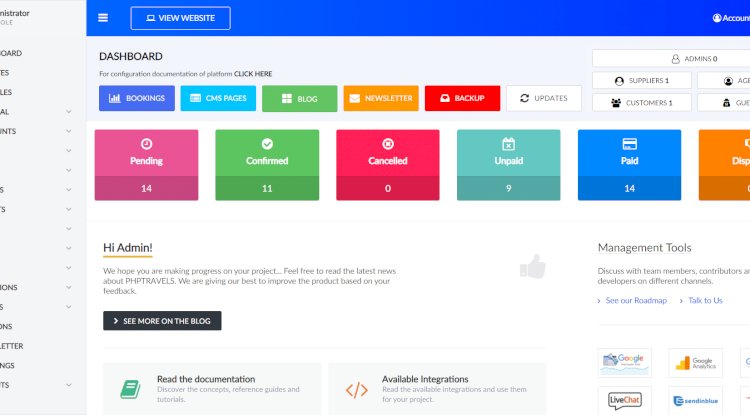 nistrator
OLE
VIEW WEBSITE
Account
DASHBOARD
For configuration documentation of platform CLICK HERE
ADMINS 0
SUPPLIERS 1
AGE
CUSTOMERS 1
GUE
BOOKINGS
CMS PAGES
BLOG
NEWSLETTER
BACKUP
UPDATES
OARD
TES
LES
AL
UNTS
S
TS
IONS
S
ONS
LETTER
NGS
NTS
Pending
14
Confirmed
11
Cancelled
0
Unpaid
9
Paid
14
Disp
Hi Admin!
We hope you are making progress on your project... Feel free to read the latest news
about PHPTRAVELS. We are giving our best to improve the product based on your
feedback.
SEE MORE ON THE BLOG
Management Tools
Discuss with team members, contributors a
developers on different channels.
See our Roadmap
Talk to Us
Read the documentation
Discover the concepts, reference guides and
tutorials.
Available Integrations
Read the available integrations and use them
for your project.
Google
Google
Analytics
LiveChat
sendinblue